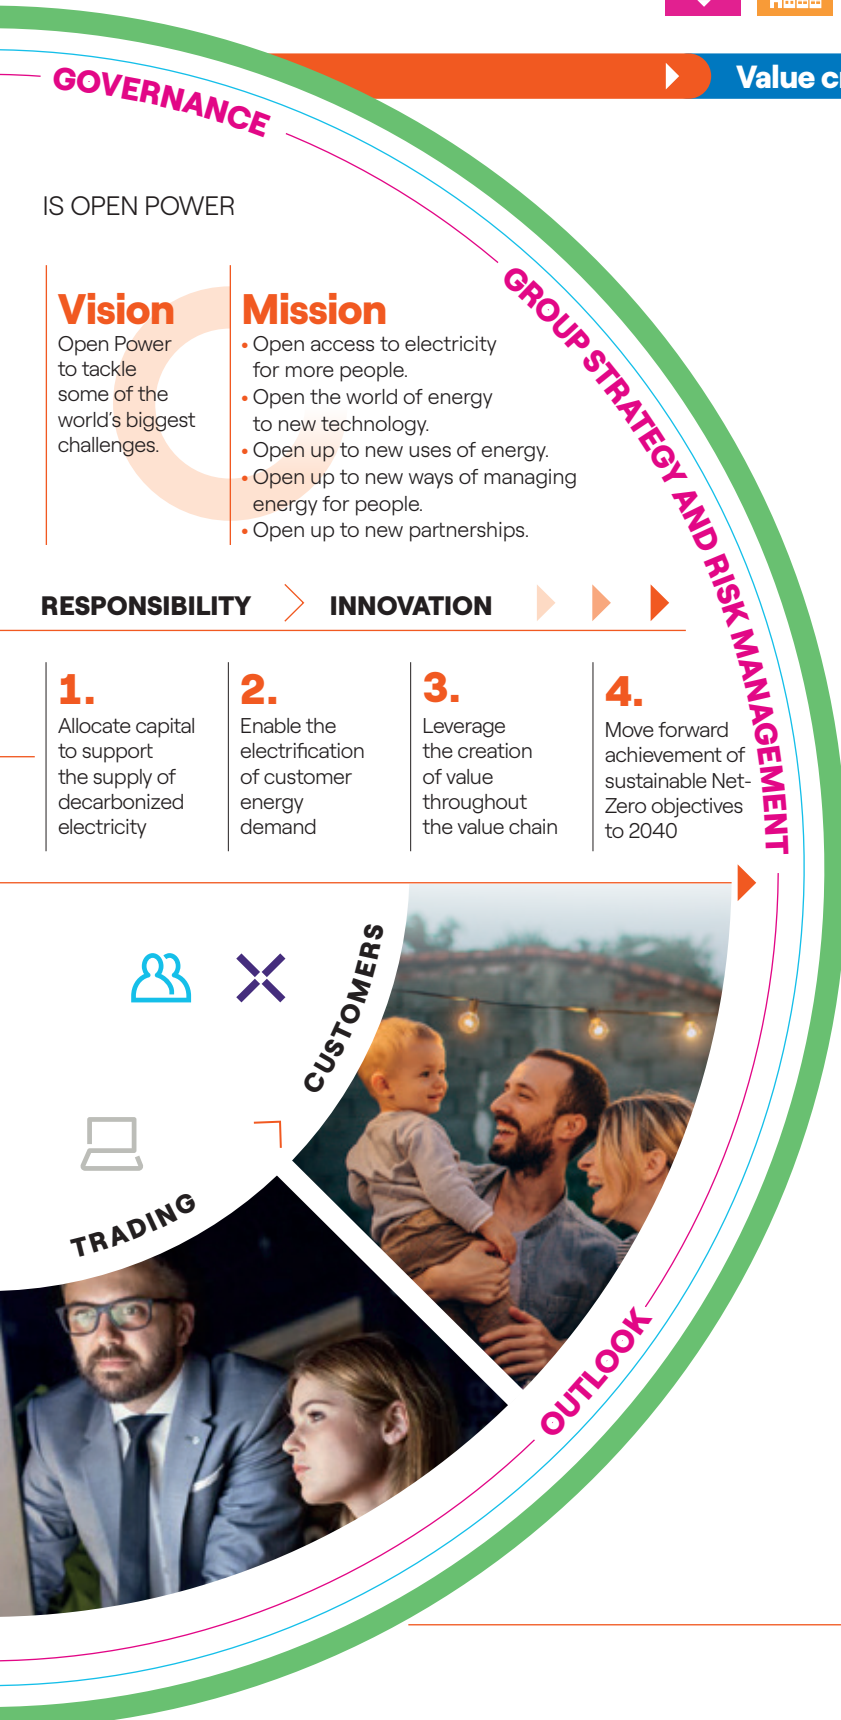 Value
GOVERNANCE
IS OPEN POWER
GROUP STRATEGY AND RISK MANAGEMENT
Vision
Open Power
to tackle
some of the
world's biggest
challenges.
Mission
• Open access to electricity
for more people.
• Open the world of energy
to new technology.
• Open up to new uses of energy.
• Open up to new ways of managing
energy for people.
• Open up to new partnerships.
RESPONSIBILITY
INNOVATION
1.
Allocate capital
to support
the supply of
decarbonized
electricity
2.
Enable the
electrification
of customer
energy
demand
3.
Leverage
the creation
of value
throughout
the value chain
4.
Move forward
achievement of
sustainable Net-
Zero objectives
to 2040
CUSTOMERS
TRADING
OUTLOOK